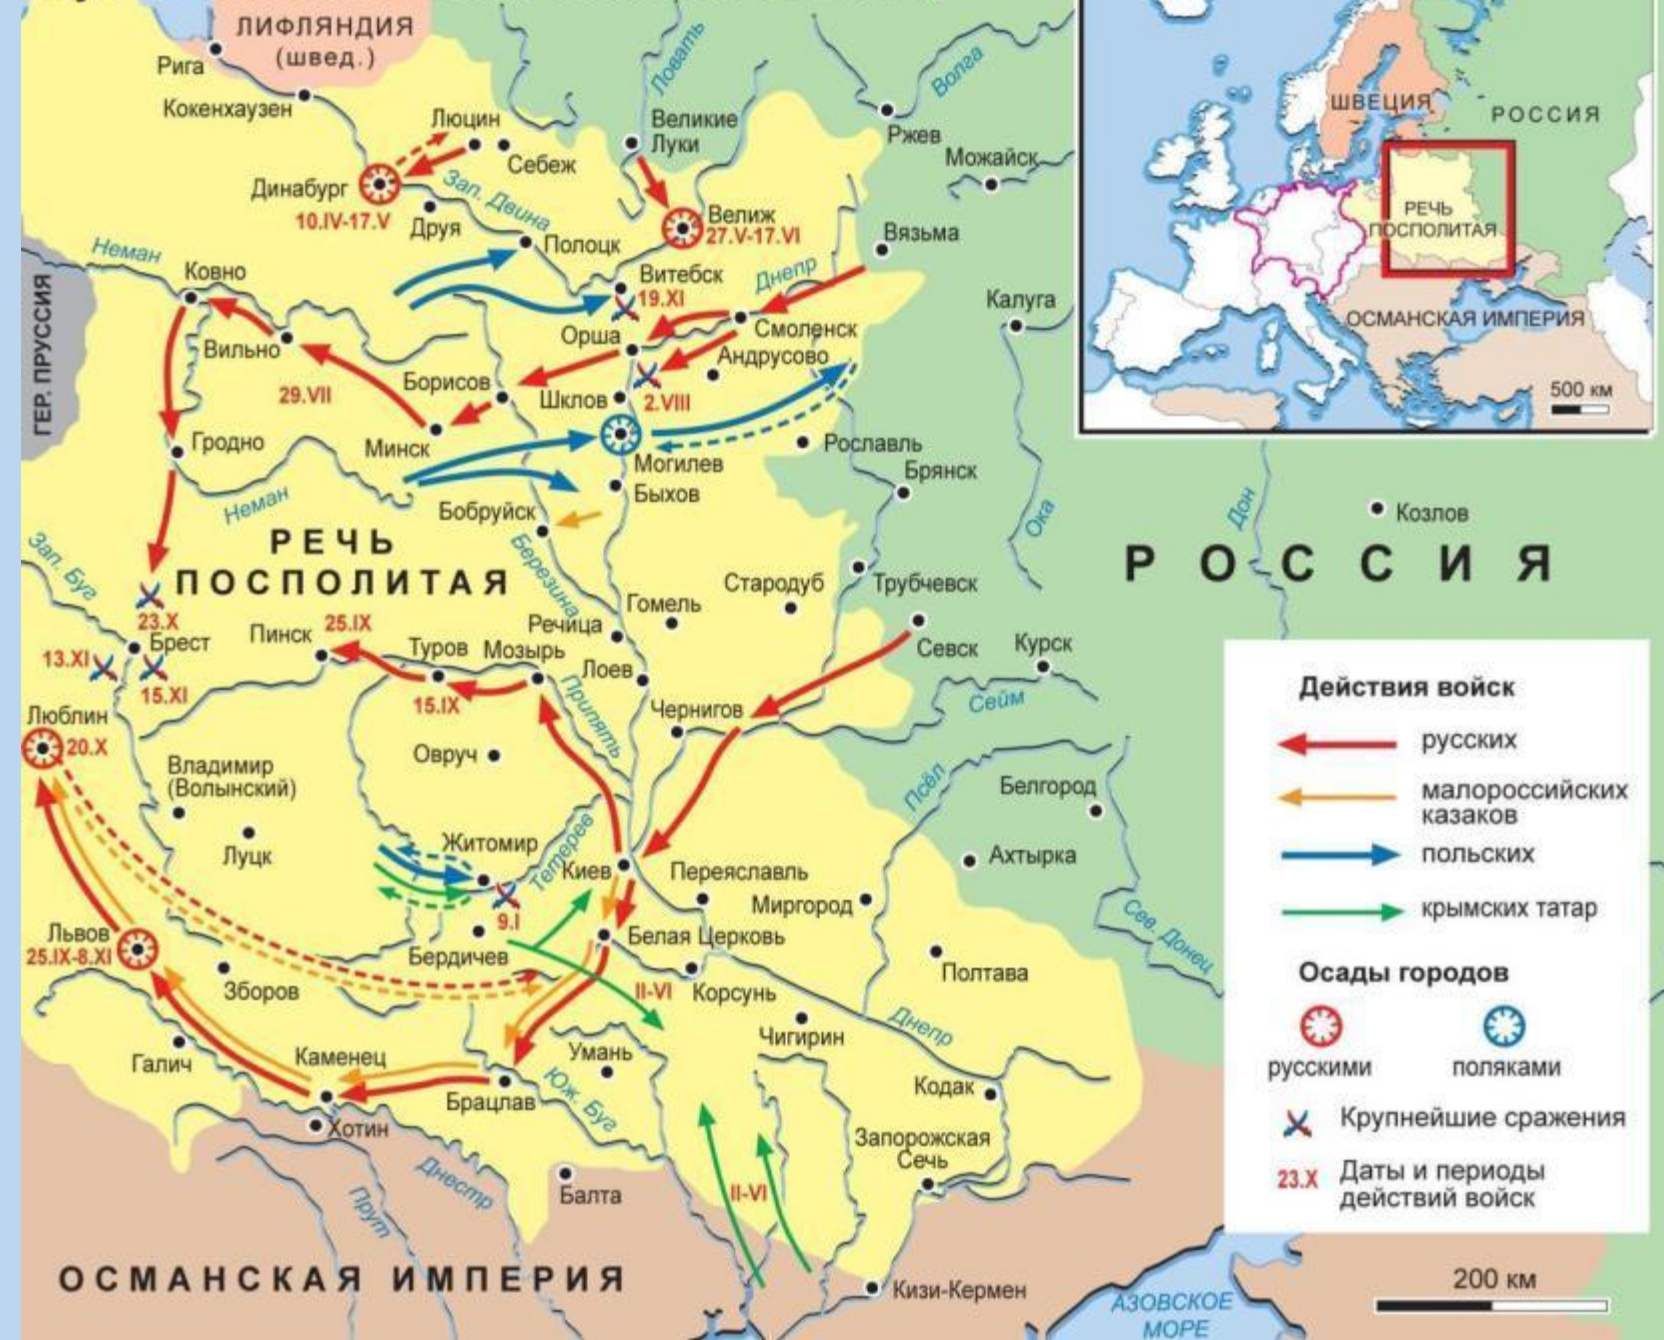 ЛИФЛЯНДИЯ
(швед.)
Рига
Кокенхаузен
Ловать
Волга
Люцин
Себеж
Великие
Луки
Ржев
Можайск
Динабург
10.IV-17.V
Зап. Двина
Друя
Полоцк
Велиж
27.V-17.VI
Вязьма
Неман
Ковно
Витебск
19.XI
Днепр
Калуга
ГЕР. ПРУССИЯ
Вильно
Орша
Смоленск
Андрусово
29.VII
Борисов
Шклов
2.VIII
Гродно
Минск
Могилев
Рославль
Брянск
Быхов
Неман
Бобруйск
Ока
Дон
Козлов
РЕЧЬ
ПОСПОЛИТАЯ
РОССИЯ
Зап. Буг
Березина
Стародуб
Трубчевск
23.X
Гомель
Брест
Пинск
25.IX
Речица
13.XI
15.XI
Туров
Мозырь
Лоев
Севск
Курск
15.IX
Припять
Чернигов
Сейм
Люблин
20.X
Овруч
Владимир
(Волынский)
Псёл
Белгород
Луцк
Житомир
Тетерев
Киев
Переяславль
Ахтырка
9.I
Миргород
Сев. Донец
Львов
25.IX-8.XI
Бердичев
Белая Церковь
Полтава
Зборов
II-VI
Корсунь
Чигирин
Днепр
Галич
Каменец
Умань
Кодак
Брацлав
Юж. Буг
Хотин
Запорожская
Сечь
Днестр
Прут
Балта
II-VI
ОСМАНСКАЯ ИМПЕРИЯ
Кизи-Кермен
АЗОВСКОЕ
МОРЕ
200 км
ШВЕЦИЯ
РОССИЯ
РЕЧЬ
ПОСПОЛИТАЯ
ОСМАНСКАЯ ИМПЕРИЯ
500 км
Действия войск
русских
малороссийских
казаков
польских
крымских татар
Осады городов
русскими
поляками
Крупнейшие сражения
23.X
Даты и периоды
действий войск